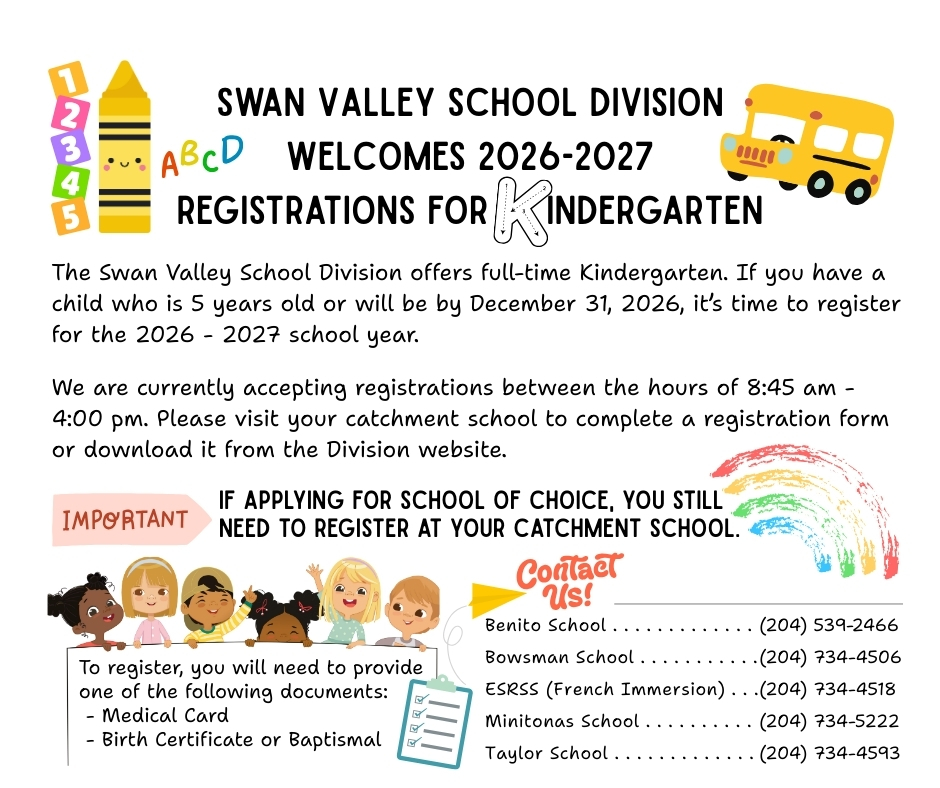 1
2
3
4
5
ABCD
SWAN VALLEY SCHOOL DIVISION
WELCOMES 2026-2027
REGISTRATIONS FOR KINDERGARTEN
The Swan Valley School Division offers full-time Kindergarten. If you have a
child who is 5 years old or will be by December 31, 2026, it's time to register
for the 2026 - 2027 school year.
We are currently accepting registrations between the hours of 8:45 am -
4:00 pm. Please visit your catchment school to complete a registration form
or download it from the Division website.
IMPORTANT
IF APPLYING FOR SCHOOL OF CHOICE, YOU STILL
NEED TO REGISTER AT YOUR CATCHMENT SCHOOL.
To register, you will need to provide
one of the following documents:
- Medical Card
- Birth Certificate or Baptismal
Contact
Us!
Benito School . . . . . . . . . . . . . (204) 539-2466
Bowsman School . . . . . . . . . . .(204) 734-4506
ESRSS (French Immersion) . . .(204) 734-4518
Minitonas School . . . . . . . . . . (204) 734-5222
Taylor School . . . . . . . . . . . . . (204) 734-4593